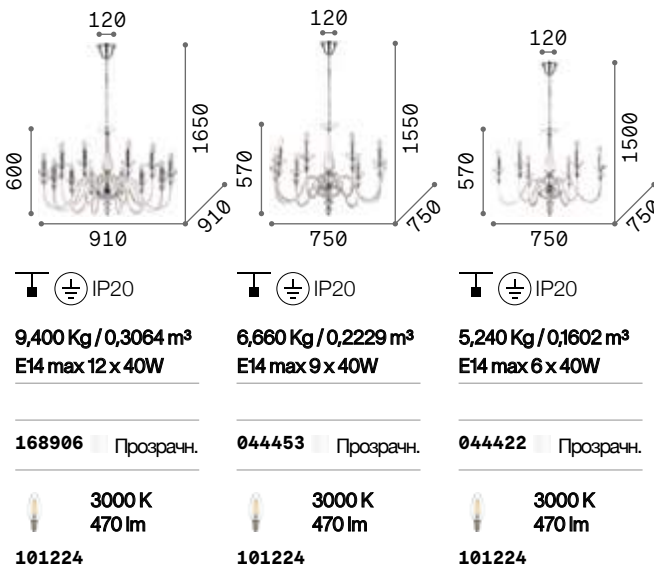 120
1650
600
910
910
IP20
9,400 Kg / 0,3064 m³
E14 max 12 x 40W
168906 Прозрачн.
3000 K
470 lm
101224
120
1550
570
750
750
IP20
6,660 Kg / 0,2229 m³
E14 max 9 x 40W
044453 Прозрачн.
3000 K
470 lm
101224
120
1500
570
750
750
IP20
5,240 Kg / 0,1602 m³
E14 max 6 x 40W
044422 Прозрачн.
3000 K
470 lm
101224